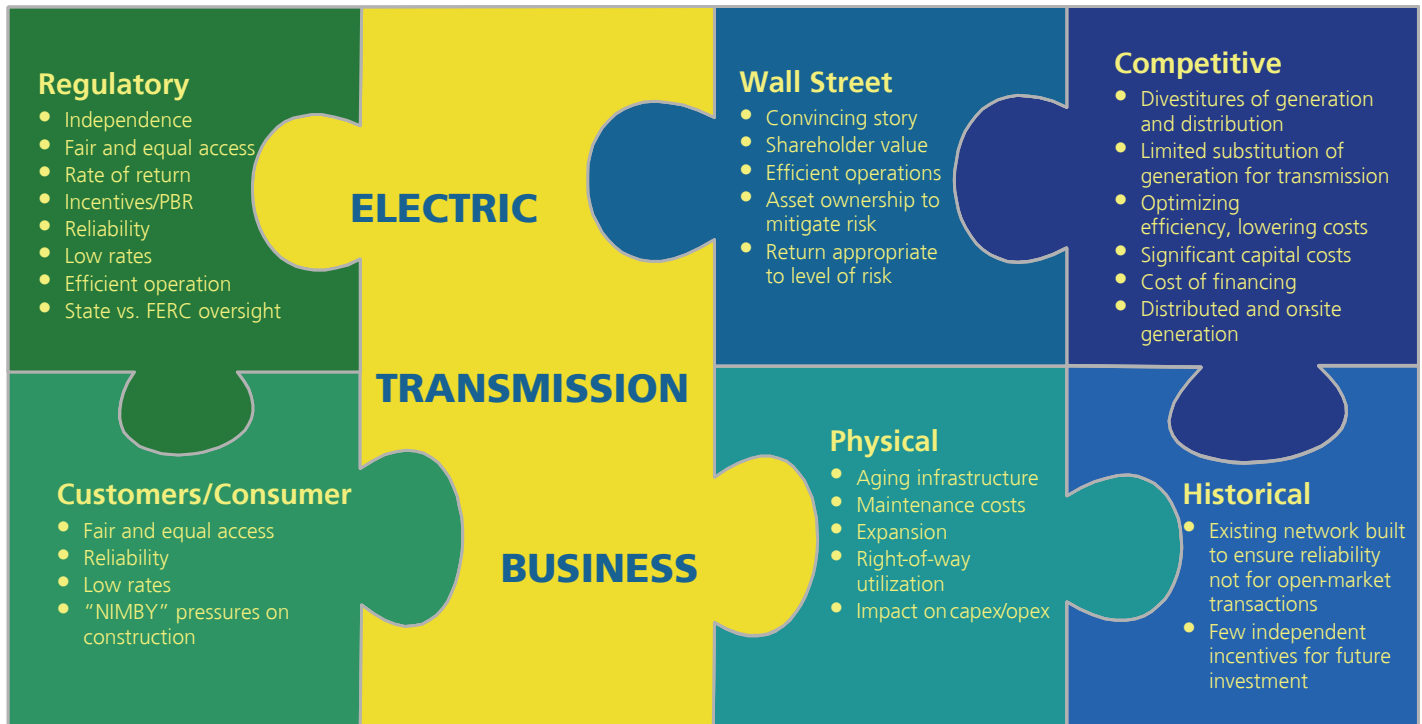 Regulatory
• Independence
• Fair and equal access
• Rate of return
• Incentives/PBR
• Reliability
• Low rates
• Efficient operation
• State vs. FERC oversight
ELECTRIC
TRANSMISSION
BUSINESS
Wall Street
• Convincing story
• Shareholder value
• Efficient operations
• Asset ownership to
mitigate risk
• Return appropriate
to level of risk
Competitive
• Divestitures of generation
and distribution
• Limited substitution of
generation for transmission
• Optimizing
efficiency, lowering costs
• Significant capital costs
• Cost of financing
• Distributed and on-site
generation
Customers/Consumer
• Fair and equal access
• Reliability
• Low rates
• “NIMBY” pressures on
construction
Physical
• Aging infrastructure
• Maintenance costs
• Expansion
• Right-of-way
utilization
• Impact on capex/opex
Historical
• Existing network built
to ensure reliability
not for open-market
transactions
• Few independent
incentives for future
investment